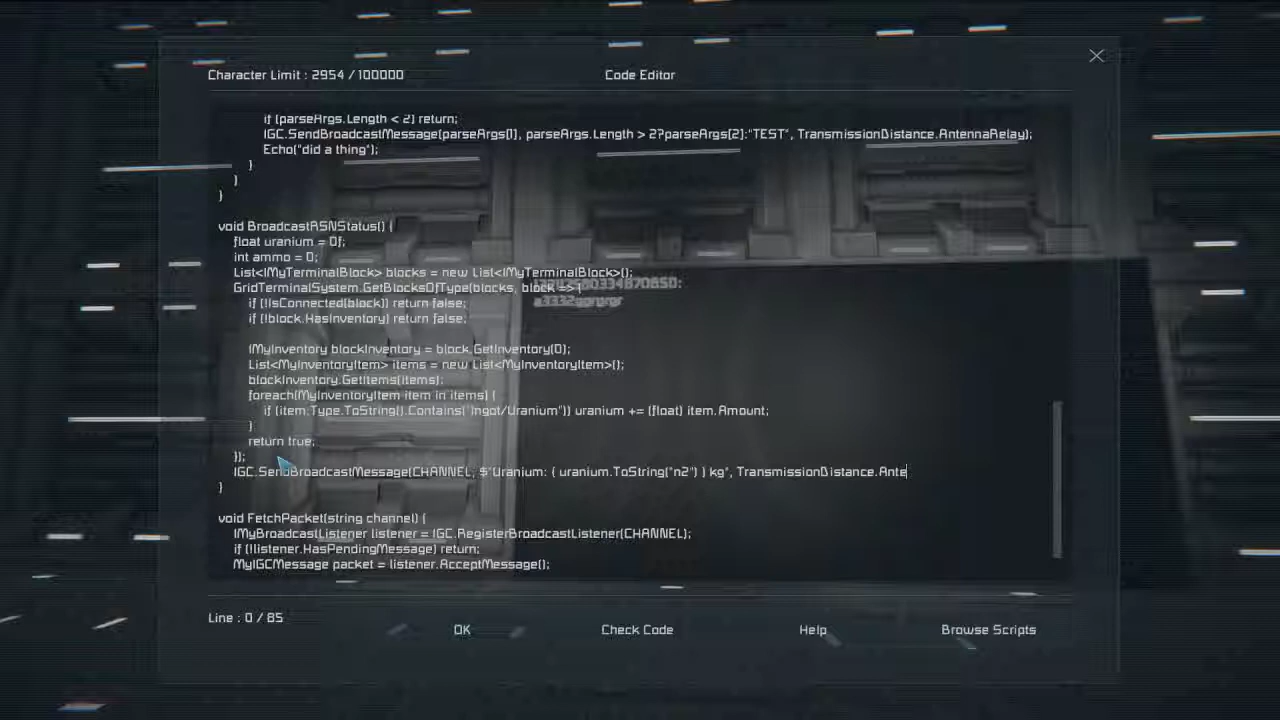 Character Limit : 2954 / 100000
Code Editor
if (parseArgs.Length < 2) return;
IGC.SendBroadcastMessage(parseArgs[1], parseArgs.Length > 2?parseArgs[2]:"TEST", TransmissionDistance.AntennaRelay);
Echo("did a thing");
}
}
}
void BroadcastRSNStatus() {
float uranium = 0f;
int ammo = 0;
List<IMyTerminalBlock> blocks = new List<IMyTerminalBlock>();
GridTerminalSystem.GetBlocksOfType(blocks, block => {
if (!IsConnected(block)) return false;
if (!block.HasInventory) return false;
IMyInventory blockInventory = block.GetInventory(0);
List<MyInventoryItem> items = new List<MyInventoryItem>();
blockInventory.GetItems(items);
foreach(MyInventoryItem item in items) {
if (item.Type.ToString().Contains("Ingot/Uranium")) uranium += (float) item.Amount;
}
return true;
});
IGC.SendBroadcastMessage(CHANNEL, $"Uranium: { uranium.ToString("n2") } kg", TransmissionDistance.Ante
}
void FetchPacket(string channel) {
IMyBroadcastListener listener = IGC.RegisterBroadcastListener(CHANNEL);
if (!listener.HasPendingMessage) return;
MyIGCMessage packet = listener.AcceptMessage();
Line : 0 / 85
OK
Check Code
Help
Browse Scripts